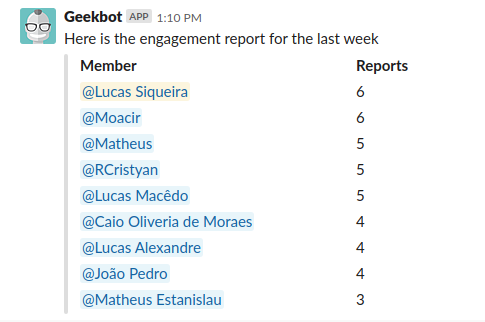 Geekbot APP 1:10 PM
Here is the engagement report for the last week
Member Reports
@Lucas Siqueira 6
@Moacir 6
@Matheus 5
@RCristyan 5
@Lucas Macêdo 5
@Caio Oliveria de Moraes 4
@Lucas Alexandre 4
@João Pedro 4
@Matheus Estanislau 3